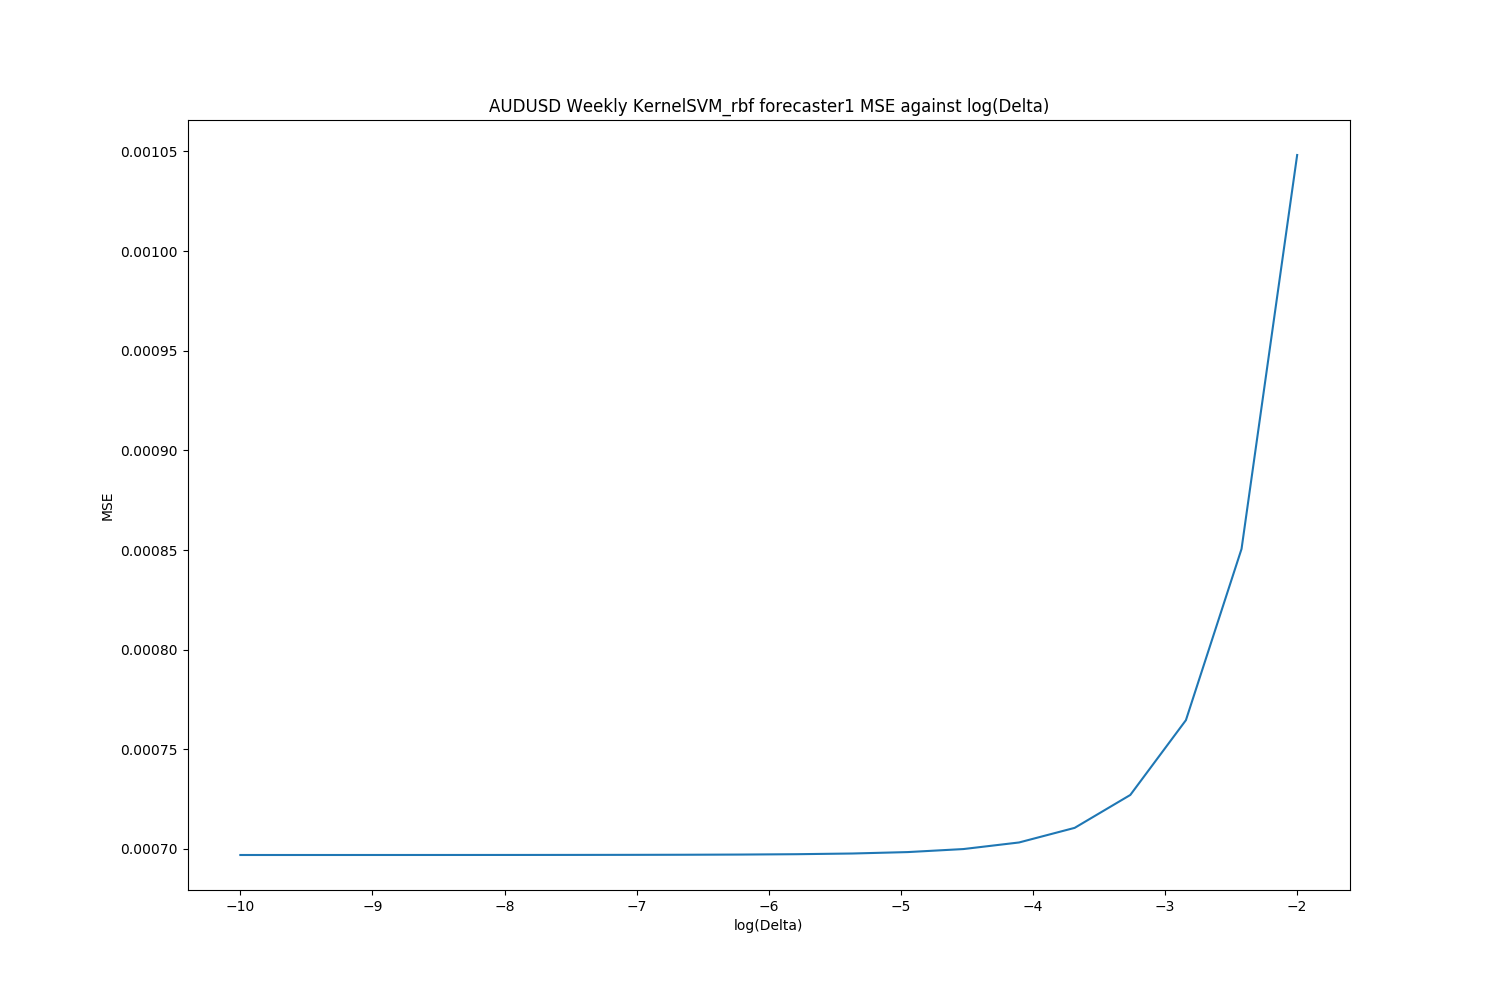 AUDUSD Weekly KernelSVM_rbf forecaster1 MSE against log(Delta)
0.00105
0.00100
0.00095
0.00090
MSE
0.00085
0.00080
0.00075
0.00070
−10 −9 −8 −7 −6 −5 −4 −3 −2
log(Delta)